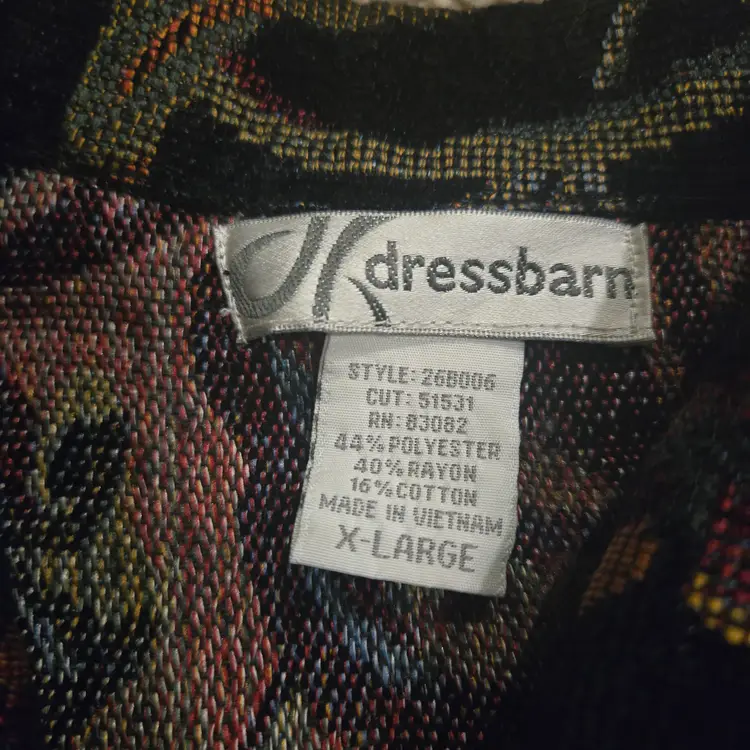 dressbarn
STYLE: 26B006
CUT: 51531
RN: 83082
44% POLYESTER
40% RAYON
16% COTTON
MADE IN VIETNAM
X-LARGE